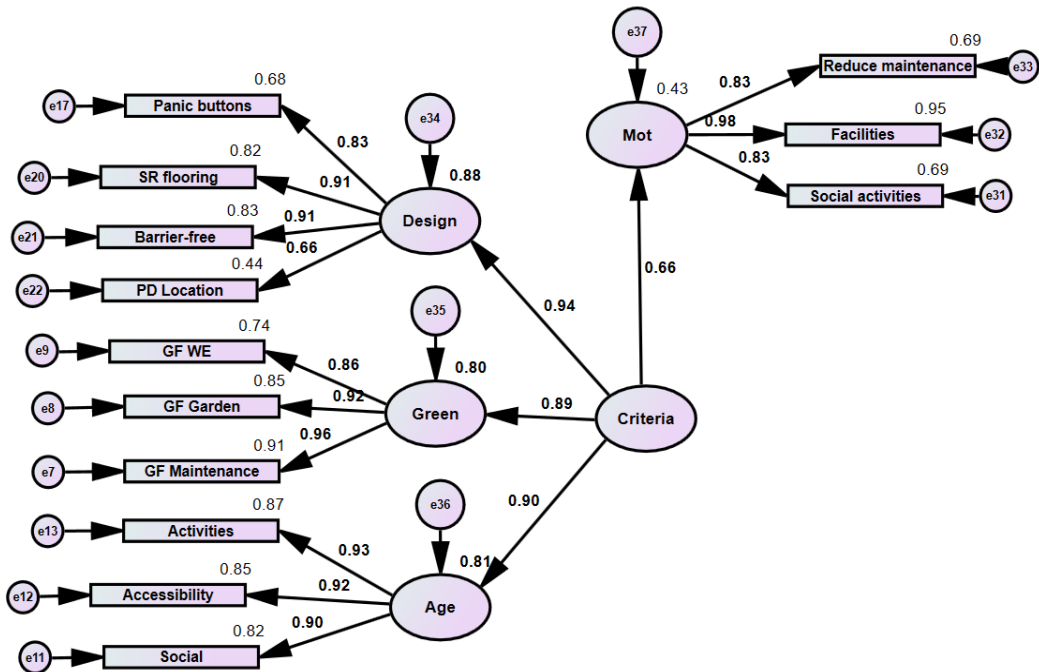 e37
0.69
Reduce maintenance
e33
0.68
e17
Panic buttons
0.43
0.83
Mot
0.95
0.98
Facilities
e32
e34
0.83
0.83
0.69
Social activities
e31
0.82
e20
SR flooring
0.91
0.88
Design
0.83
e21
Barrier-free
0.91
0.66
0.44
e22
PD Location
0.66
0.94
e35
0.74
e9
GF WE
0.86
0.80
0.85
e8
GF Garden
0.92
Green
0.89
Criteria
0.96
0.91
e7
GF Maintenance
0.90
e36
0.87
e13
Activities
0.93
0.81
0.85
e12
Accessibility
0.92
Age
0.90
0.82
e11
Social